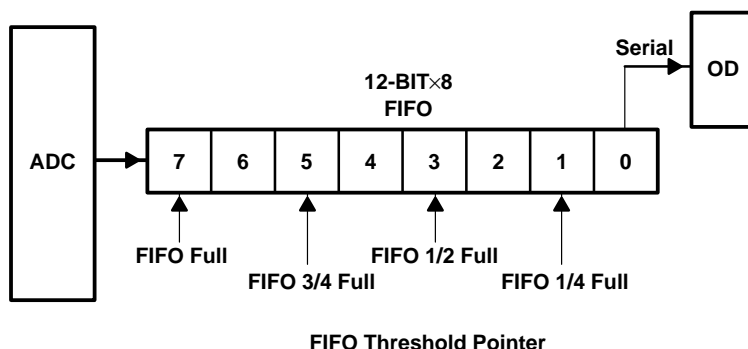 Serial
OD
12-BIT×8
FIFO
ADC
7 6 5 4 3 2 1 0
FIFO Full
FIFO 1/2 Full
FIFO 3/4 Full
FIFO 1/4 Full
FIFO Threshold Pointer